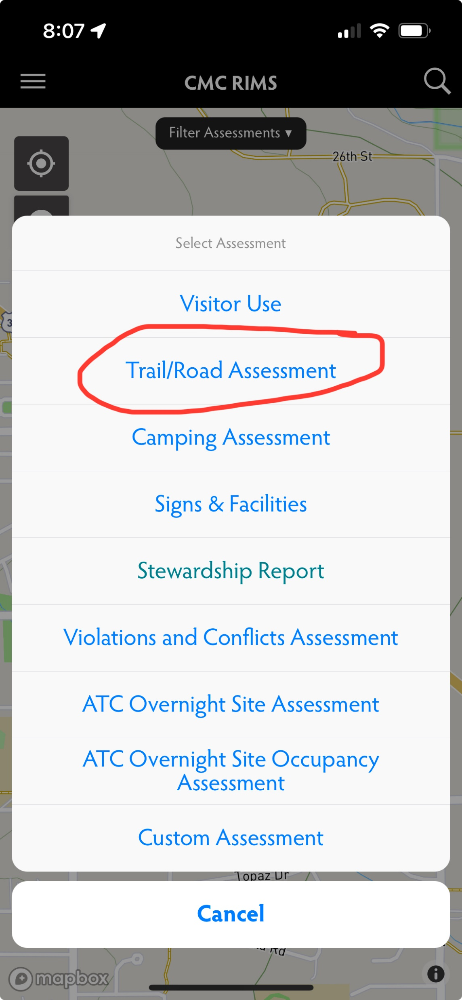 8:07
CMC RIMS
Filter Assessments ▾
26th St
Select Assessment
Visitor Use
3
Trail/Road Assessment
Camping Assessment
Signs & Facilities
Stewardship Report
Violations and Conflicts Assessment
ATC Overnight Site Assessment
ATC Overnight Site Occupancy
Assessment
Custom Assessment
Topaz Dr
Cancel
Rd
mapbox